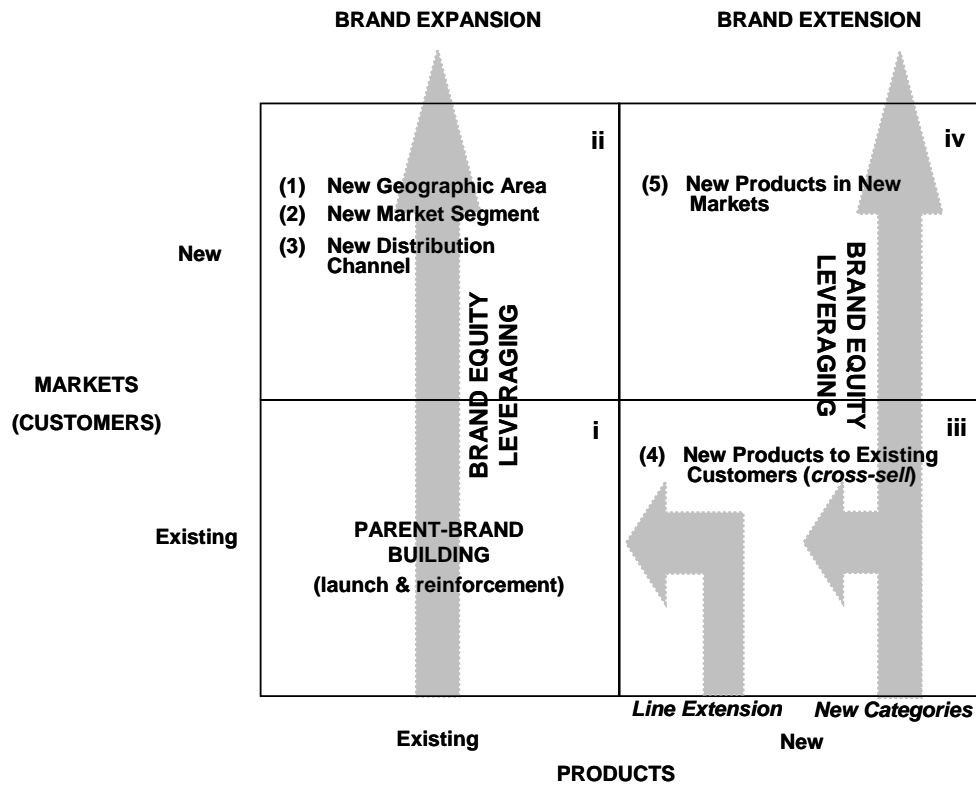 BRAND EXPANSION
BRAND EXTENSION
ii
(1) New Geographic Area
(2) New Market Segment
(3) New Distribution
Channel
iv
(5) New Products in New
Markets
New
BRAND EQUITY
LEVERAGING
BRAND EQUITY
LEVERAGING
MARKETS
(CUSTOMERS)
i
PARENT-BRAND
BUILDING
(launch & reinforcement)
iii
(4) New Products to Existing
Customers (cross-sell)
Existing
Line Extension
New Categories
Existing
New
PRODUCTS